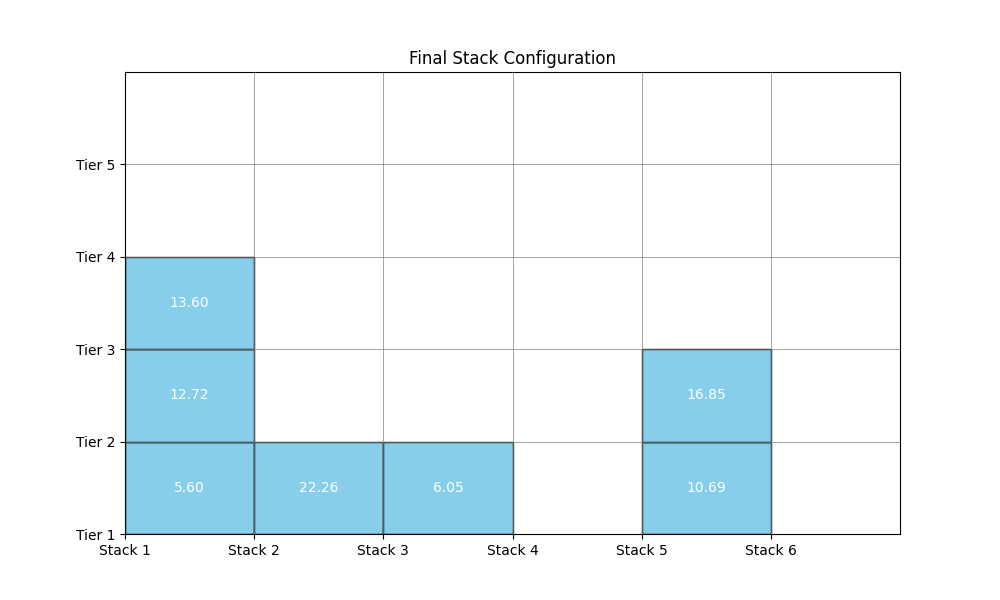 Final Stack Configuration
Tier 5
Tier 4
13.60
Tier 3
12.72
16.85
Tier 2
5.60
22.26
6.05
10.69
Tier 1
Stack 1
Stack 2
Stack 3
Stack 4
Stack 5
Stack 6